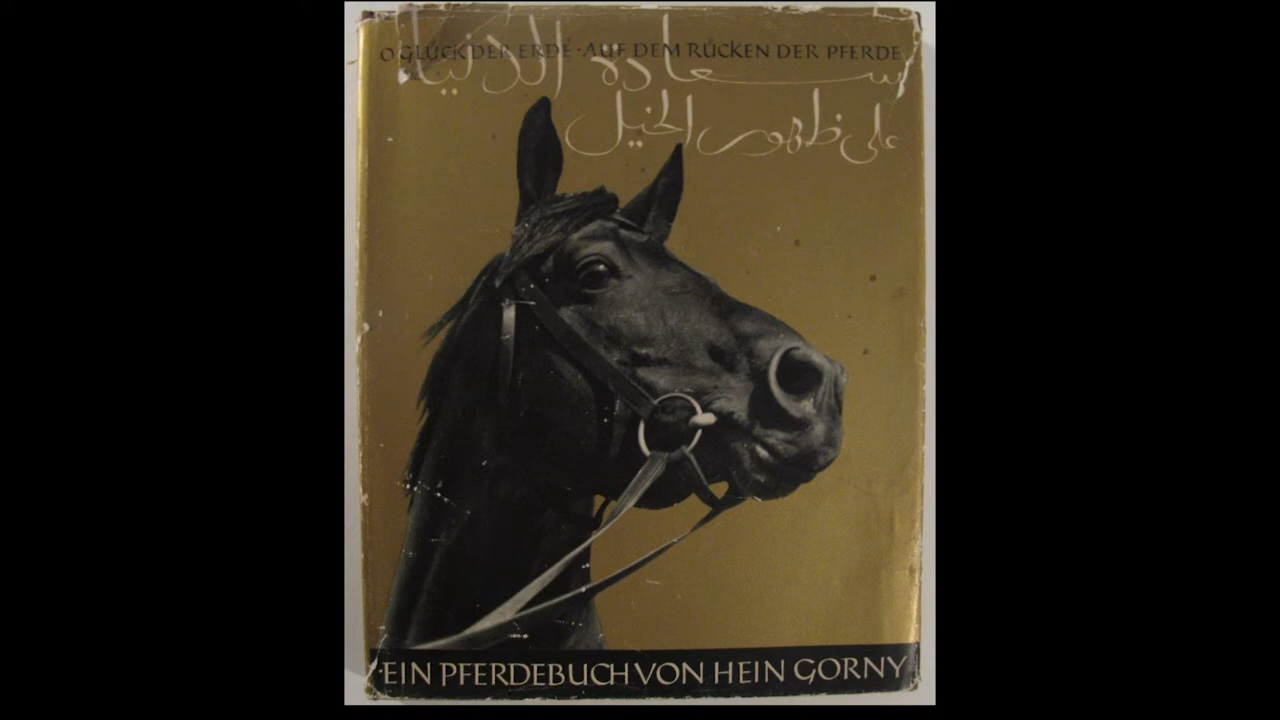 O GLÜCK DER ERDE · AUF DEM RÜCKEN DER PFERDE
سعادة الدنيا
على ظهور الخيل
· EIN PFERDEBUCH VON HEIN GORNY